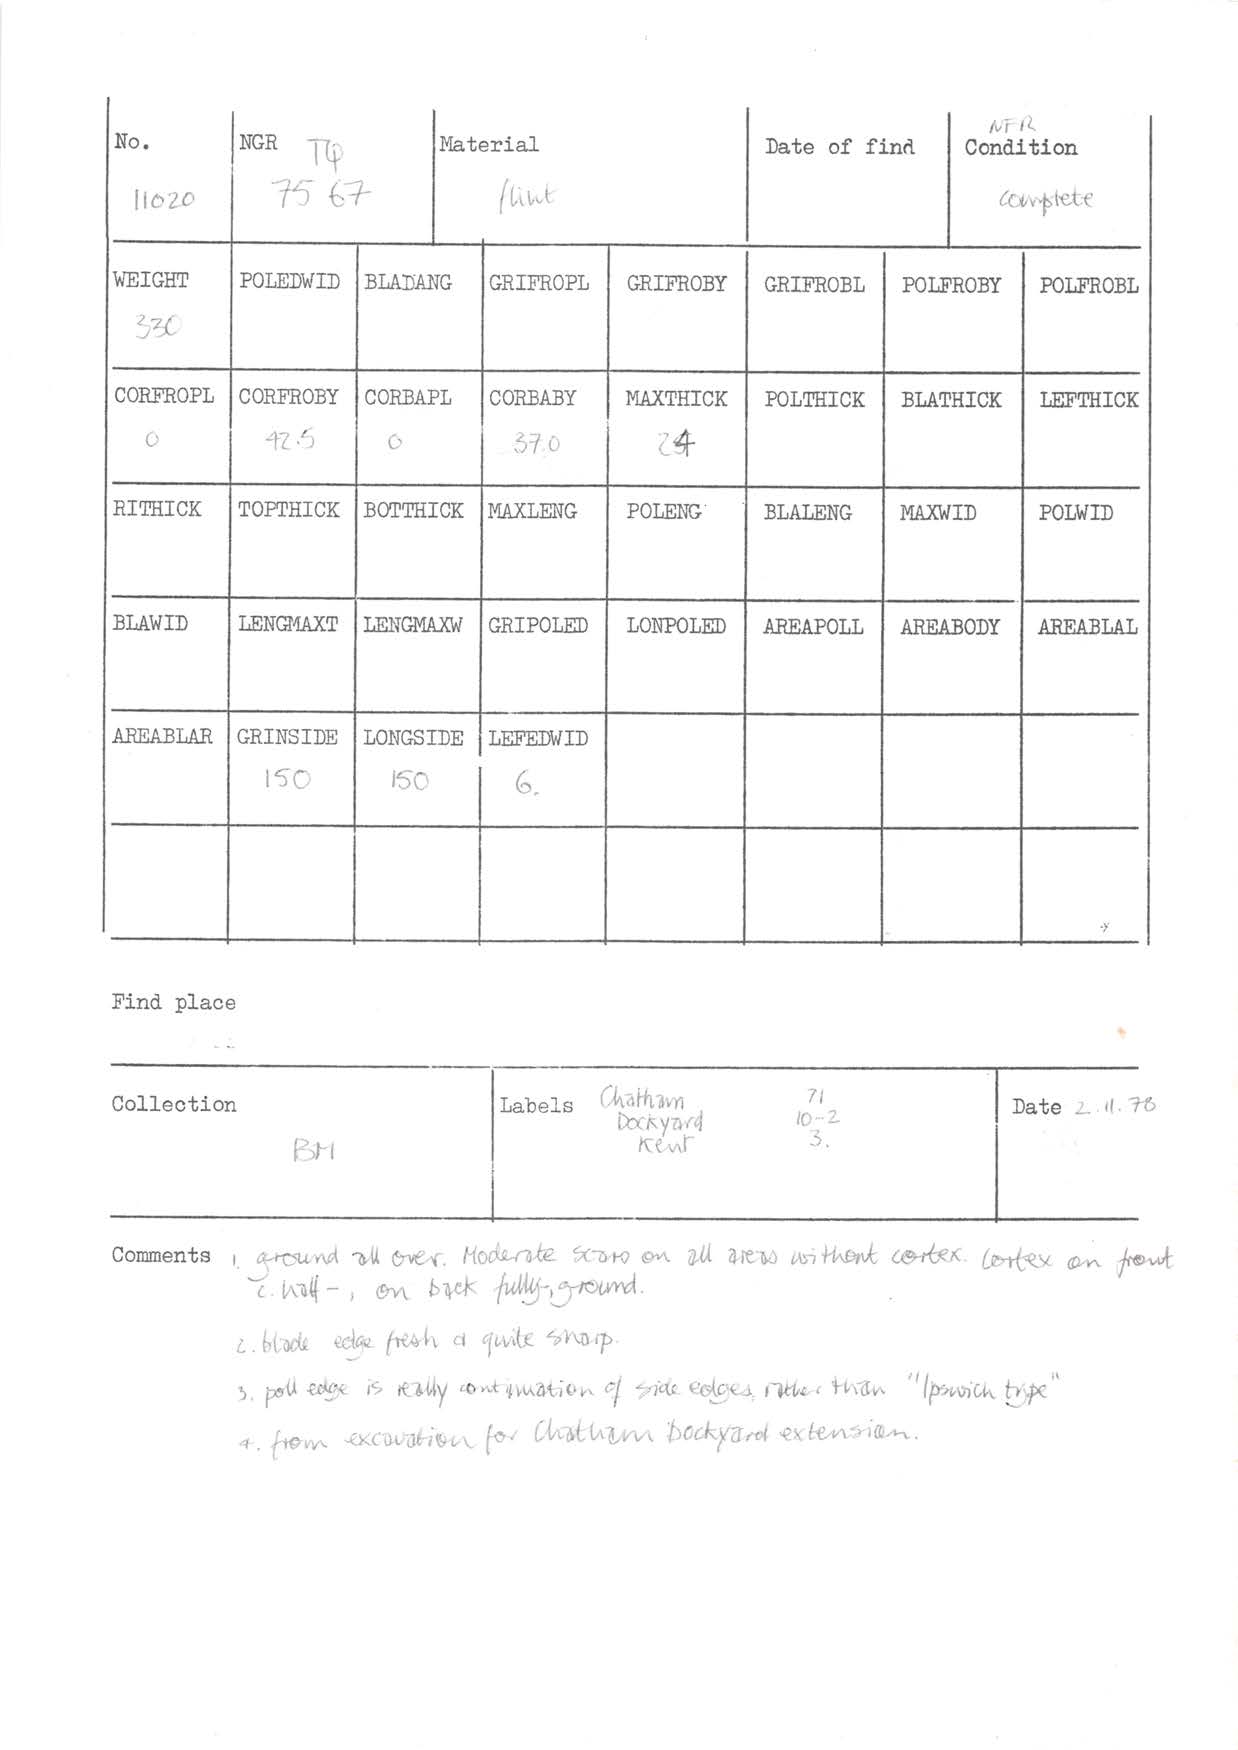 NFR
No. NGR TQ Material Date of find Condition
11020 75 67 flint complete
WEIGHT POLEDWID BLADANG GRIFROPL GRIFROBY GRIFROBL POLFROBY POLFROBL
330
CORFROPL CORFROBY CORBAPL CORBABY MAXTHICK POLTHICK BLATHICK LEFTHICK
0 42.5 0 37.0
RITHICK TOPTHICK BOTTHICK MAXLENG POLENG BLALENG MAXWID POLWID
BLAWID LENGMAXT LENGMAXW GRIPOLED LONPOLED AREAPOLL AREABODY AREABLAL
AREABLAR GRINSIDE LONGSIDE LEFEDWID
150 150 6.
Find place
Collection Labels Chatham 71 Date 2.11.78
Dockyard 10-2
BM Kent 3.
Comments 1. ground all over. Moderate scars on all areas without cortex. Cortex on front
c. half-, on back fully-, ground.
2. blade edge fresh & quite sharp.
3. poll edge is really continuation of side edges, rather than "Ipswich type"
4. from excavation for Chatham Dockyard extension.